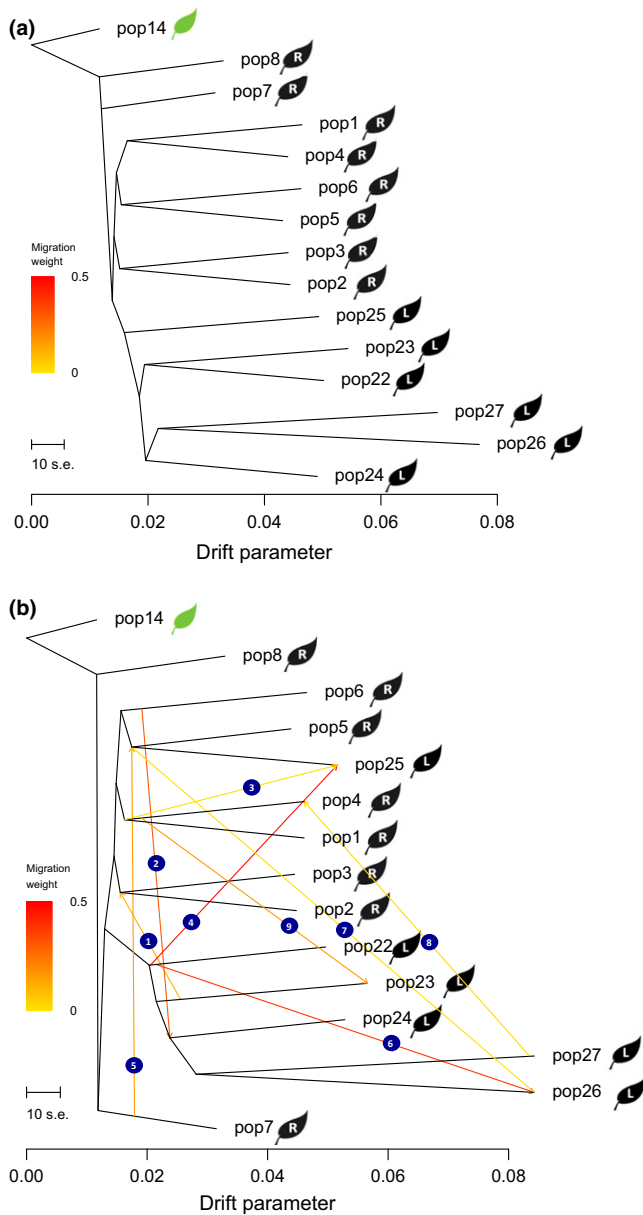 (a)
pop14
pop8 R
pop7 R
pop1 R
pop4 R
pop6 R
pop5 R
pop3 R
pop2 R
pop25 L
pop23 L
pop22 L
pop27 L
pop26 L
pop24 L
Migration
weight
0.5
0
10 s.e.
0.00 0.02 0.04 0.06 0.08
Drift parameter
(b)
pop14
pop8 R
pop6 R
pop5 R
pop25 L
3
pop4 R
pop1 R
2
pop3 R
pop2 R
4 9 7 8
1
pop22 L
pop23 L
pop24 L
6
pop27 L
5
pop26 L
pop7 R
Migration
weight
0.5
0
10 s.e.
0.00 0.02 0.04 0.06 0.08
Drift parameter